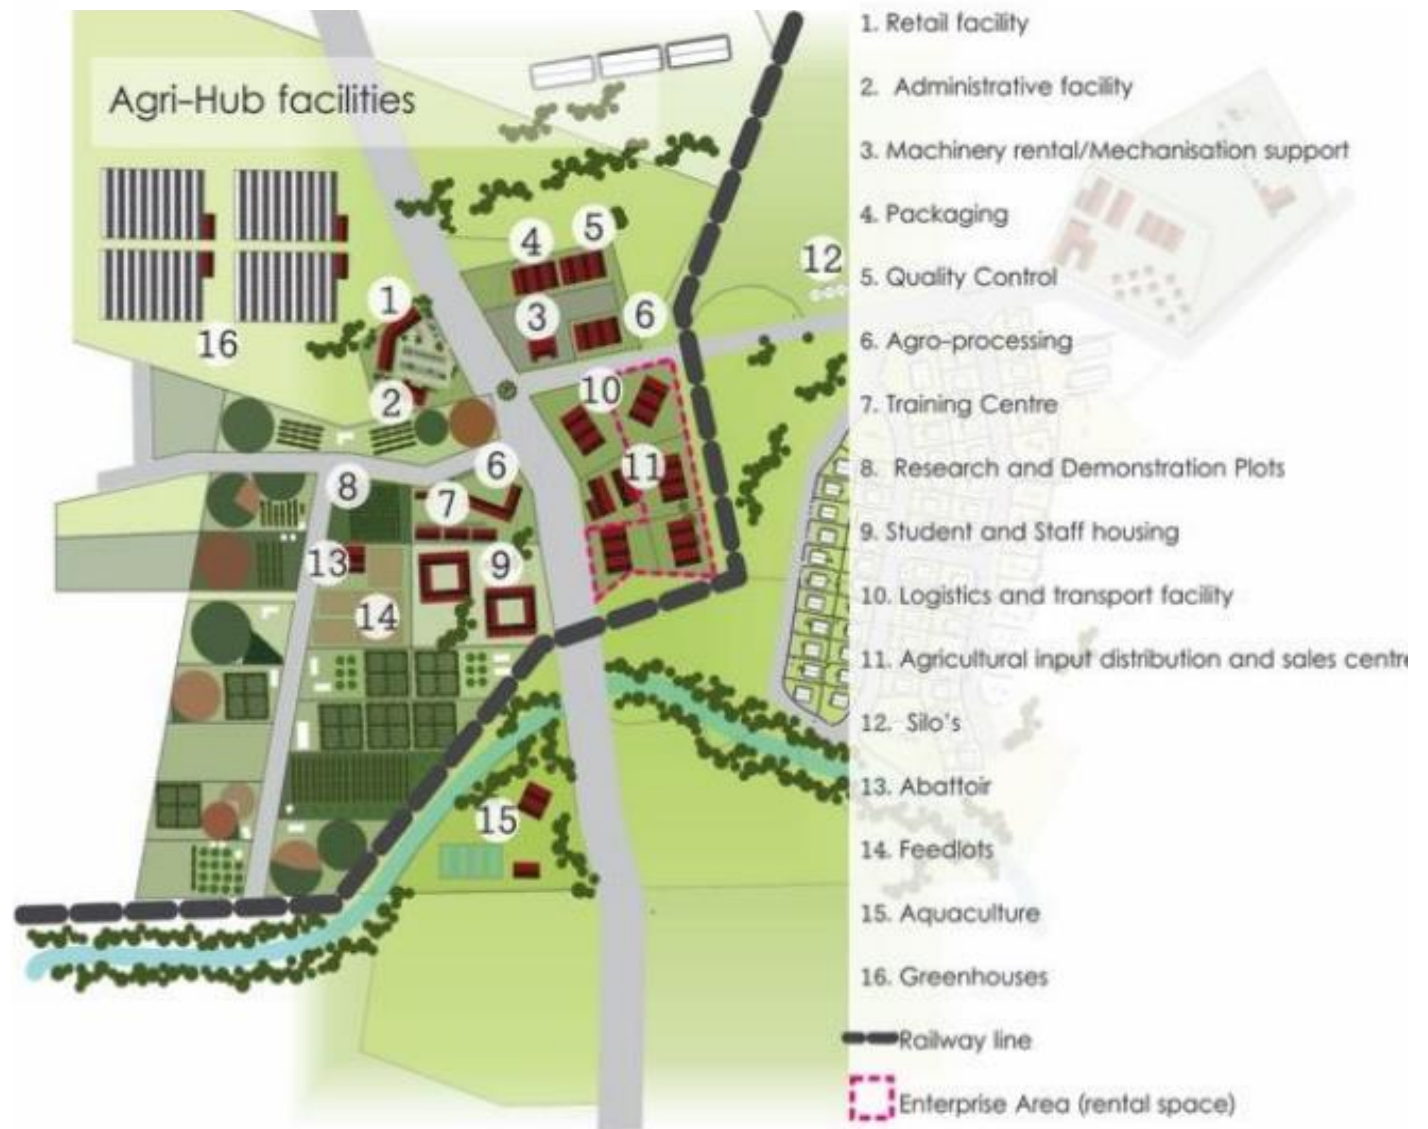 Agri-Hub facilities
4
5
12
1
3
6
16
2
10
6
11
8
7
13
9
14
15
1. Retail facility
2. Administrative facility
3. Machinery rental/Mechanisation support
4. Packaging
5. Quality Control
6. Agro-processing
7. Training Centre
8. Research and Demonstration Plots
9. Student and Staff housing
10. Logistics and transport facility
11. Agricultural input distribution and sales centre
12. Silo's
13. Abattoir
14. Feedlots
15. Aquaculture
16. Greenhouses
Railway line
Enterprise Area (rental space)